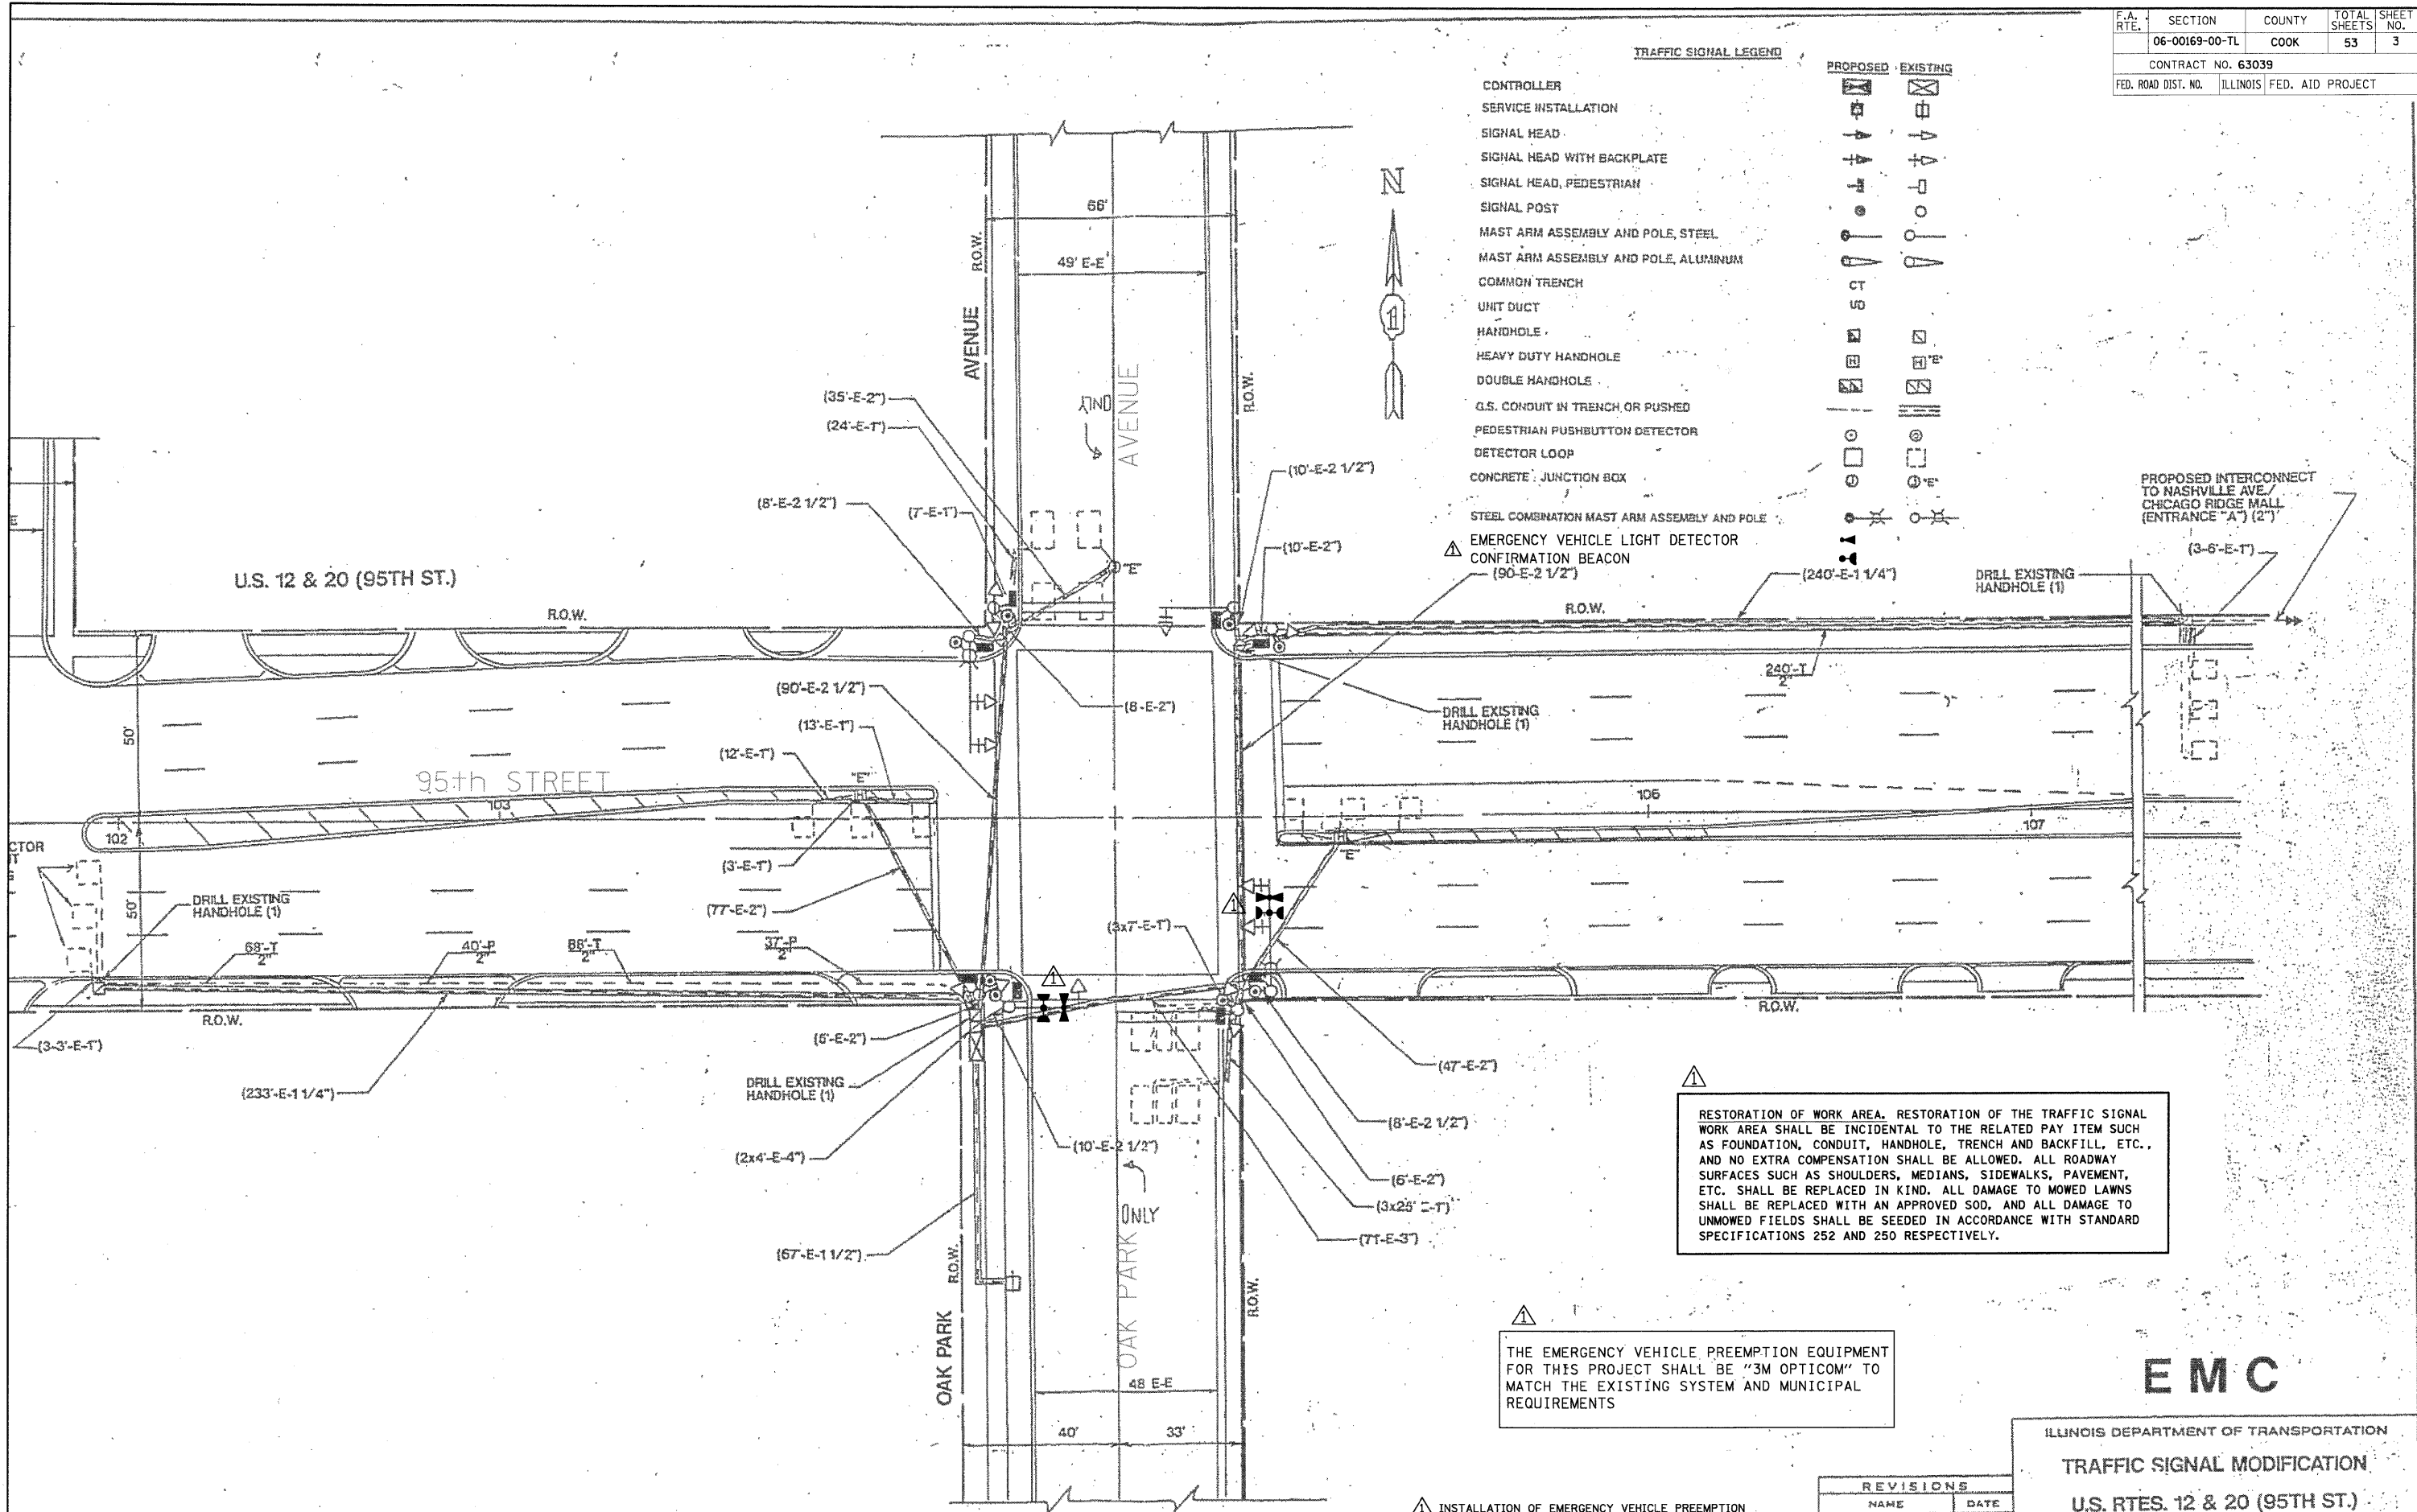 F.A. RTE. SECTION COUNTY TOTAL SHEETS SHEET NO.
06-00169-00-TL COOK 53 3
CONTRACT NO. 63039
FED. ROAD DIST. NO. ILLINOIS FED. AID PROJECT
TRAFFIC SIGNAL LEGEND
PROPOSED EXISTING
CONTROLLER
SERVICE INSTALLATION
SIGNAL HEAD
SIGNAL HEAD WITH BACKPLATE
SIGNAL HEAD, PEDESTRIAN
SIGNAL POST
MAST ARM ASSEMBLY AND POLE, STEEL
MAST ARM ASSEMBLY AND POLE, ALUMINUM
COMMON TRENCH CT
UNIT DUCT UD
HANDHOLE
HEAVY DUTY HANDHOLE H H "E"
DOUBLE HANDHOLE
G.S. CONDUIT IN TRENCH OR PUSHED
PEDESTRIAN PUSHBUTTON DETECTOR
DETECTOR LOOP
CONCRETE JUNCTION BOX J J "E"
STEEL COMBINATION MAST ARM ASSEMBLY AND POLE
1 EMERGENCY VEHICLE LIGHT DETECTOR
CONFIRMATION BEACON
N
1
66'
49' E-E
R.O.W.
AVENUE
AVENUE
R.O.W.
ONLY
(35'-E-2")
(24'-E-1")
(8'-E-2 1/2")
(7'-E-1")
"E"
(10'-E-2 1/2")
(10'-E-2")
(90-E-2 1/2")
(240'-E-1 1/4")
PROPOSED INTERCONNECT
TO NASHVILLE AVE./
CHICAGO RIDGE MALL
(ENTRANCE "A") (2")
(3-6'-E-1")
DRILL EXISTING
HANDHOLE (1)
E
U.S. 12 & 20 (95TH ST.)
R.O.W.
R.O.W.
240'-T
2"
50'
(90'-E-2 1/2")
(8-E-2")
(13'-E-1")
(12'-E-1")
"E"
H
DRILL EXISTING
HANDHOLE (1)
95th STREET
102
103
106
107
H
"E"
CTOR
T
(3'-E-1")
(77'-E-2")
50'
DRILL EXISTING
HANDHOLE (1)
68'-T
2"
40'-P
2"
88'-T
2"
37'-P
2"
(3x7'-E-1")
1
1
R.O.W.
R.O.W.
(3-3'-E-1")
(233'-E-1 1/4")
(5'-E-2")
DRILL EXISTING
HANDHOLE (1)
(2x4'-E-4")
(10'-E-2 1/2")
(67'-E-1 1/2")
(47'-E-2")
(8'-E-2 1/2")
(6'-E-2")
(3x25' E-1")
(71'-E-3")
ONLY
OAK PARK
R.O.W.
OAK PARK
R.O.W.
48 E-E
40'
33'
1
RESTORATION OF WORK AREA. RESTORATION OF THE TRAFFIC SIGNAL
WORK AREA SHALL BE INCIDENTAL TO THE RELATED PAY ITEM SUCH
AS FOUNDATION, CONDUIT, HANDHOLE, TRENCH AND BACKFILL, ETC.,
AND NO EXTRA COMPENSATION SHALL BE ALLOWED. ALL ROADWAY
SURFACES SUCH AS SHOULDERS, MEDIANS, SIDEWALKS, PAVEMENT,
ETC. SHALL BE REPLACED IN KIND. ALL DAMAGE TO MOWED LAWNS
SHALL BE REPLACED WITH AN APPROVED SOD, AND ALL DAMAGE TO
UNMOWED FIELDS SHALL BE SEEDED IN ACCORDANCE WITH STANDARD
SPECIFICATIONS 252 AND 250 RESPECTIVELY.
1
THE EMERGENCY VEHICLE PREEMPTION EQUIPMENT
FOR THIS PROJECT SHALL BE "3M OPTICOM" TO
MATCH THE EXISTING SYSTEM AND MUNICIPAL
REQUIREMENTS
EMC
ILLINOIS DEPARTMENT OF TRANSPORTATION
TRAFFIC SIGNAL MODIFICATION
U.S. RTES. 12 & 20 (95TH ST.)
REVISIONS
NAME DATE
1 INSTALLATION OF EMERGENCY VEHICLE PREEMPTION